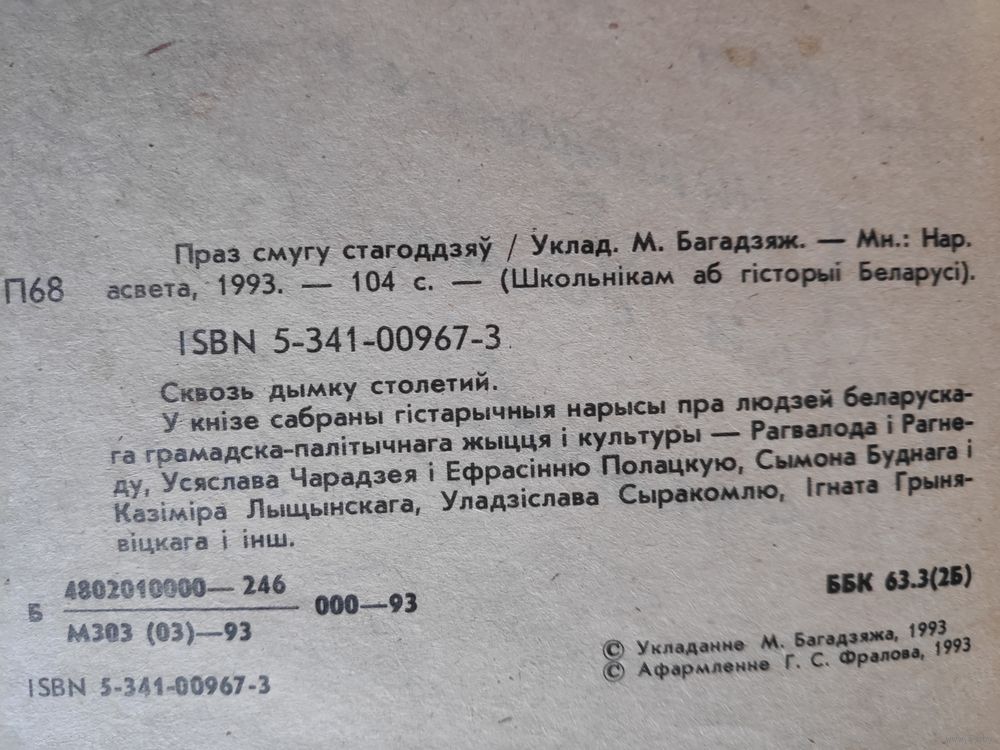 Праз смугу стагоддзяў / Уклад. М. Багадзяж. — Мн.: Нар.
П68 асвета, 1993. — 104 с. — (Школьнікам аб гісторыі Беларусі).
ISBN 5-341-00967-3
Сквозь дымку столетий.
У кнізе сабраны гістарычныя нарысы пра людзей беларуска-
га грамадска-палітычнага жыцця і культуры — Рагвалода і Рагне-
ду, Усяслава Чарадзея і Ефрасінню Полацкую, Сымона Буднага і
Казіміра Лышчынскага, Уладзіслава Сыракомлю, Ігната Грыня-
віцкага і інш.
Б 4802010000—246 000—93
М303 (03)—93
ББК 63.3(2Б)
© Укладанне М. Багадзяжа, 1993
© Афармленне Г. С. Фралова, 1993
ISBN 5-341-00967-3